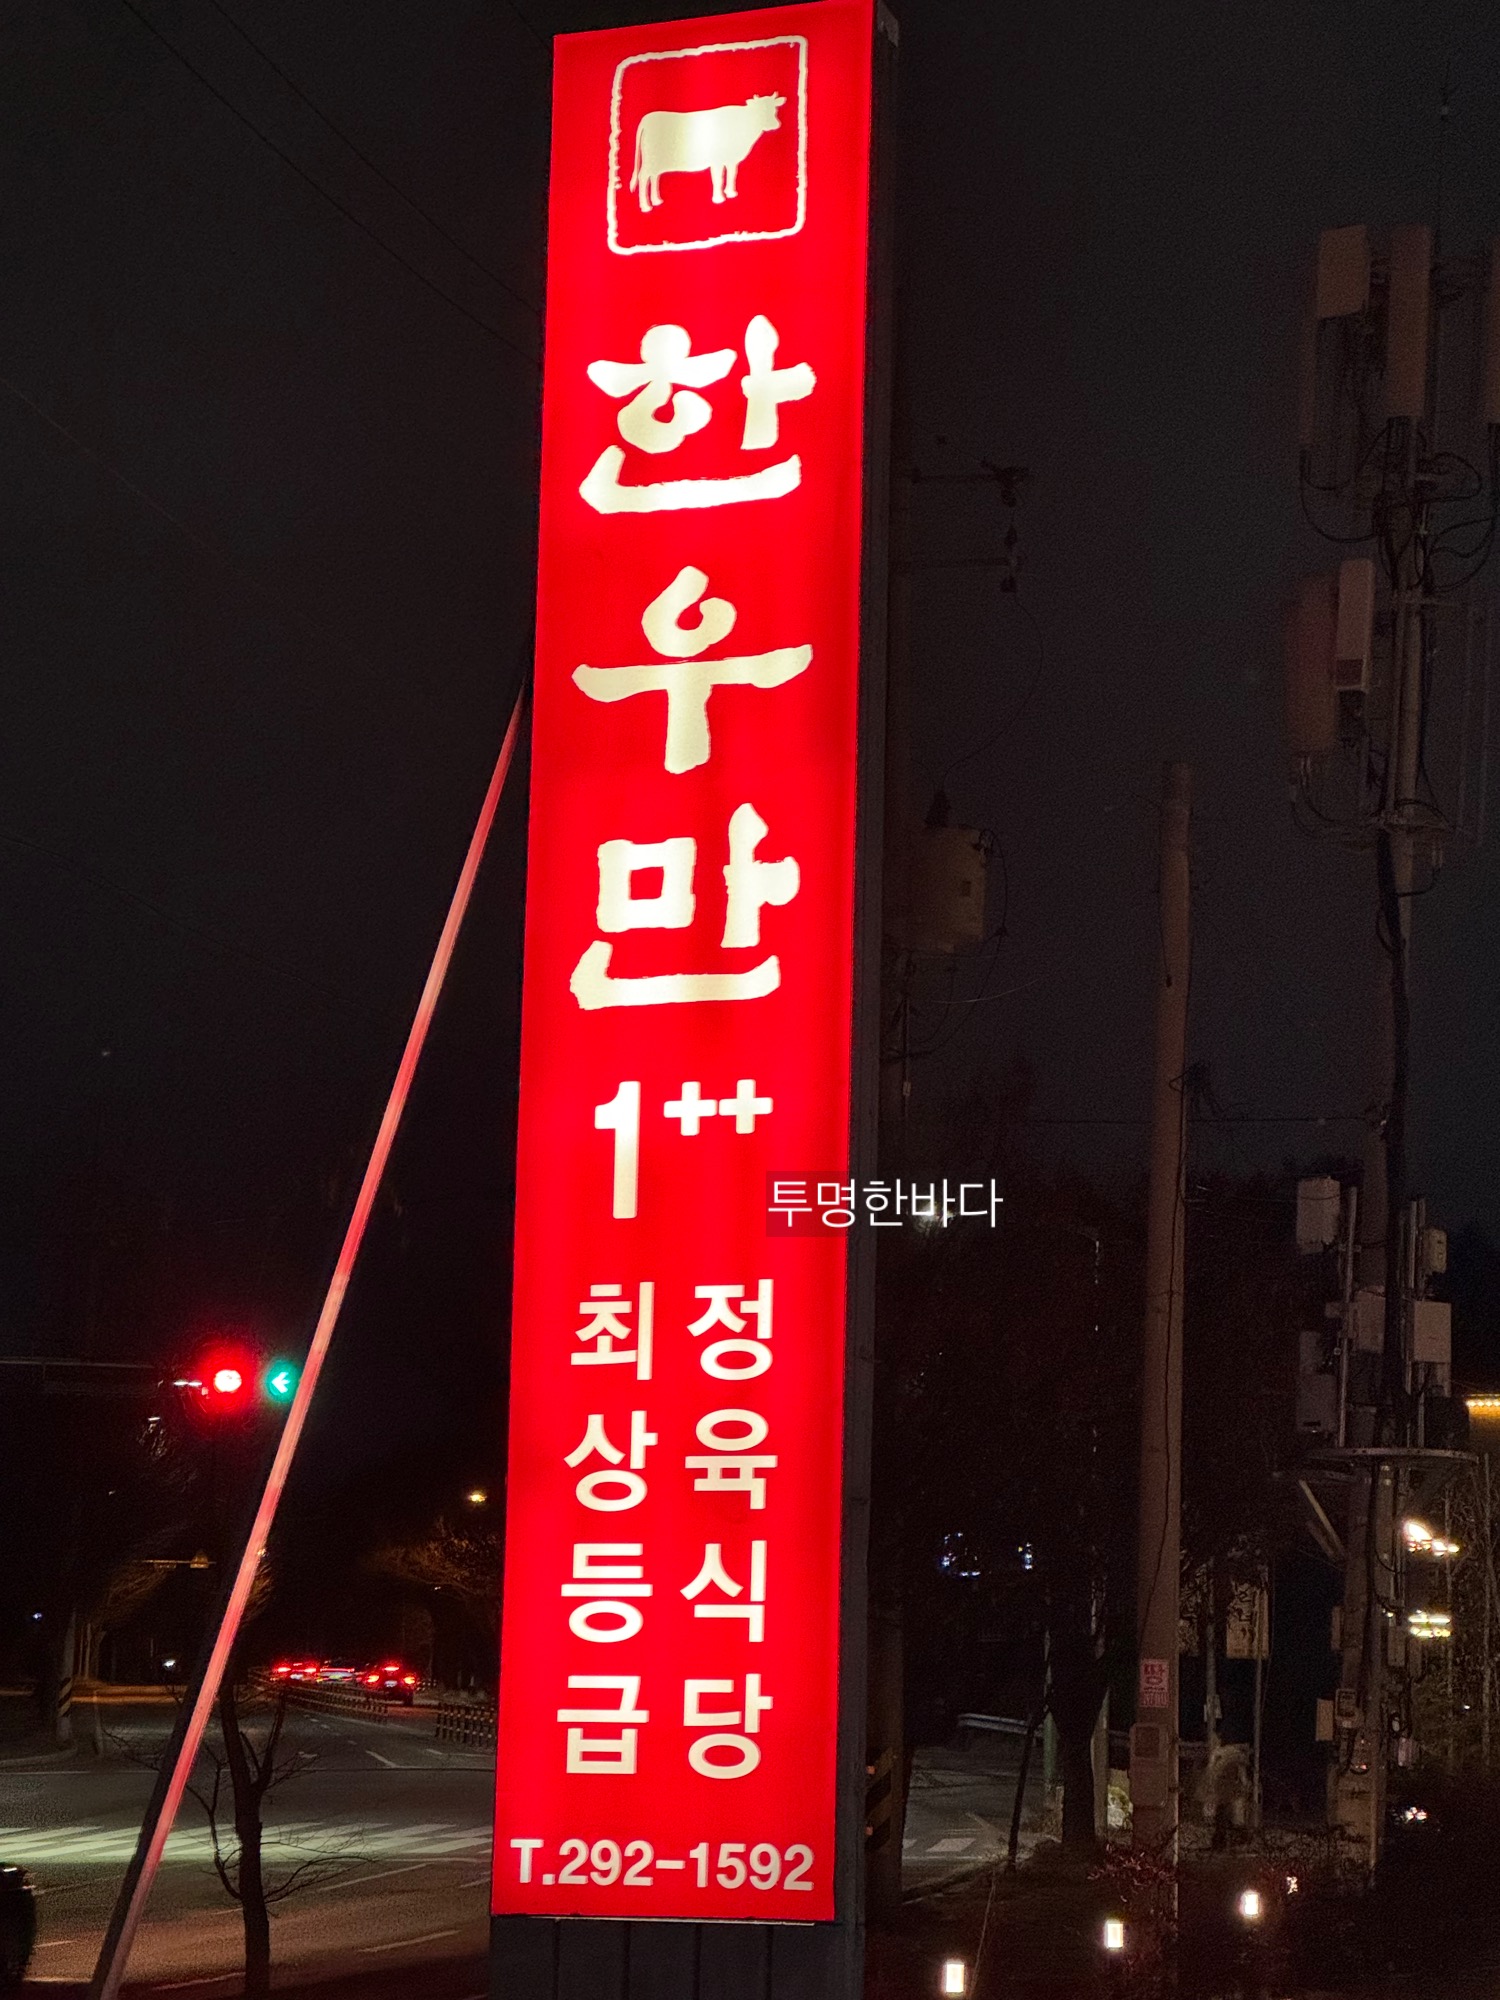 한우만
1++
최상등급
정육식당
T.292-1592
투명한바다